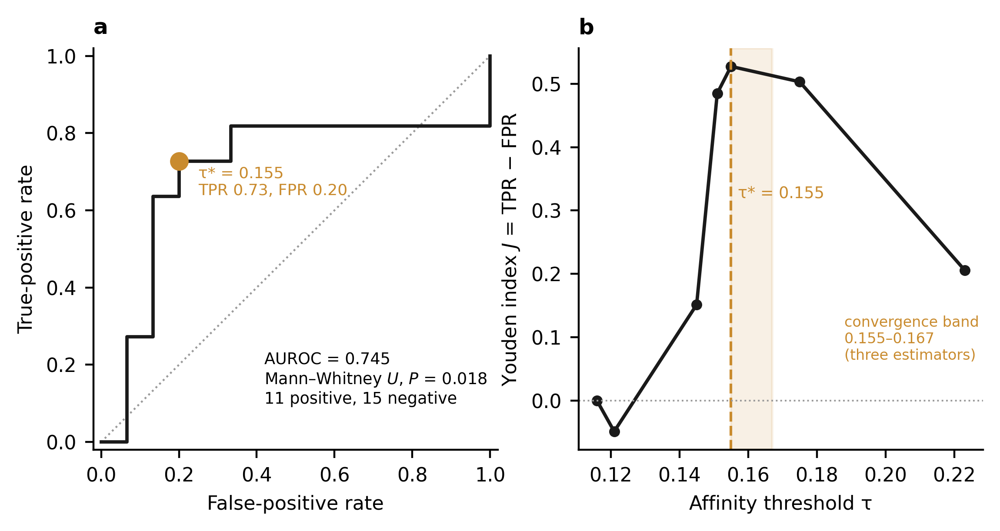 a
1.0
0.8
0.6
0.4
0.2
0.0
True-positive rate
τ* = 0.155
TPR 0.73, FPR 0.20
AUROC = 0.745
Mann–Whitney U, P = 0.018
11 positive, 15 negative
0.0 0.2 0.4 0.6 0.8 1.0
False-positive rate
b
0.5
0.4
0.3
0.2
0.1
0.0
Youden index J = TPR − FPR
τ* = 0.155
convergence band
0.155–0.167
(three estimators)
0.12 0.14 0.16 0.18 0.20 0.22
Affinity threshold τ